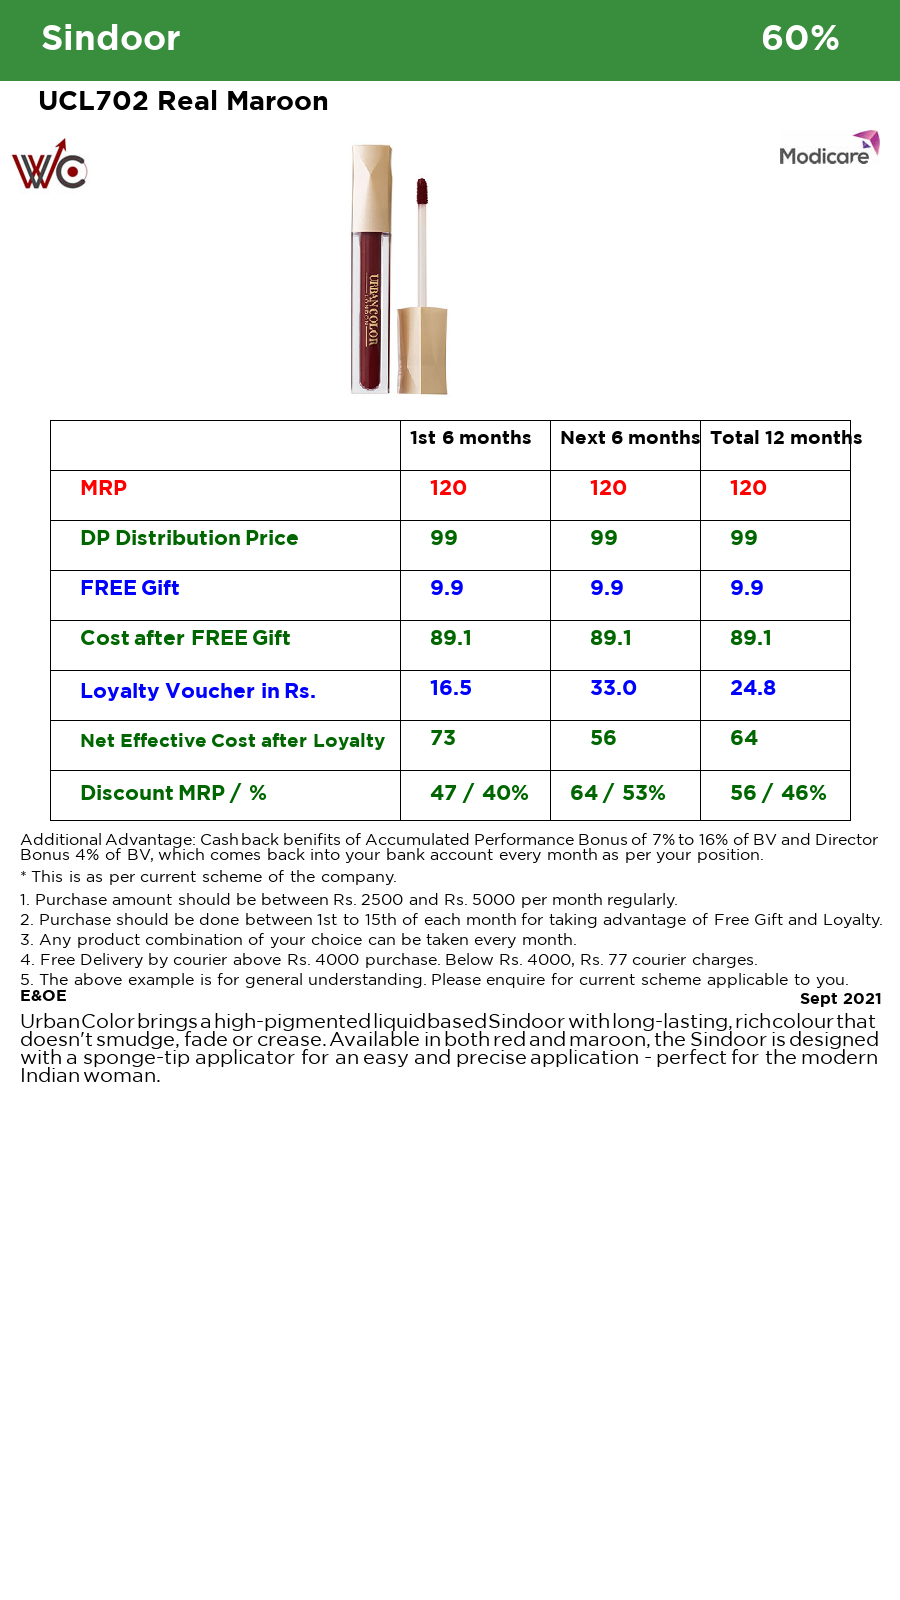 Sindoor 60%
UCL702 Real Maroon
WC
Modicare
URBAN COLOR
LONDON
1st 6 months Next 6 months Total 12 months
MRP 120 120 120
DP Distribution Price 99 99 99
FREE Gift 9.9 9.9 9.9
Cost after FREE Gift 89.1 89.1 89.1
Loyalty Voucher in Rs. 16.5 33.0 24.8
Net Effective Cost after Loyalty 73 56 64
Discount MRP / % 47 / 40% 64 / 53% 56 / 46%
Additional Advantage: Cash back benifits of Accumulated Performance Bonus of 7% to 16% of BV and Director
Bonus 4% of BV, which comes back into your bank account every month as per your position.
* This is as per current scheme of the company.
1. Purchase amount should be between Rs. 2500 and Rs. 5000 per month regularly.
2. Purchase should be done between 1st to 15th of each month for taking advantage of Free Gift and Loyalty.
3. Any product combination of your choice can be taken every month.
4. Free Delivery by courier above Rs. 4000 purchase. Below Rs. 4000, Rs. 77 courier charges.
5. The above example is for general understanding. Please enquire for current scheme applicable to you.
E&OE Sept 2021
Urban Color brings a high-pigmented liquid based Sindoor with long-lasting, rich colour that
doesn't smudge, fade or crease. Available in both red and maroon, the Sindoor is designed
with a sponge-tip applicator for an easy and precise application - perfect for the modern
Indian woman.